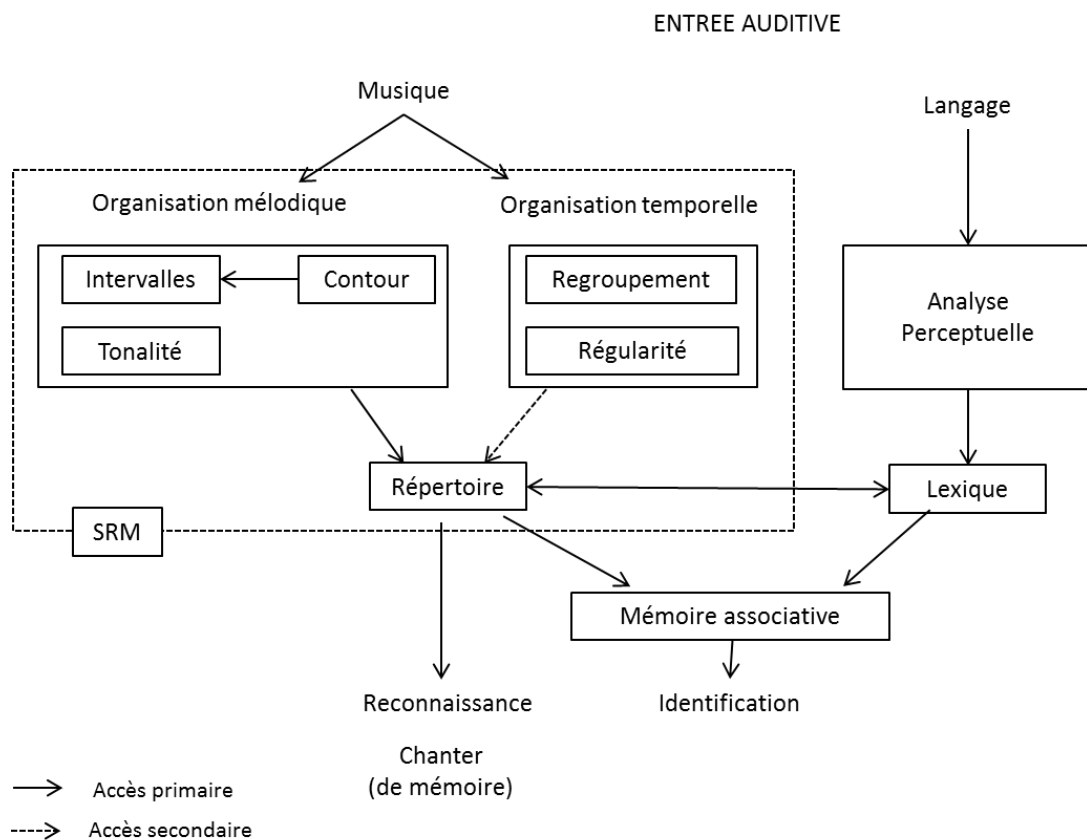 ENTREE AUDITIVE
Musique
Langage
Organisation mélodique
Organisation temporelle
Intervalles
Contour
Regroupement
Tonalité
Régularité
Analyse
Perceptuelle
Répertoire
Lexique
SRM
Mémoire associative
Reconnaissance
Identification
Chanter
(de mémoire)
Accès primaire
Accès secondaire